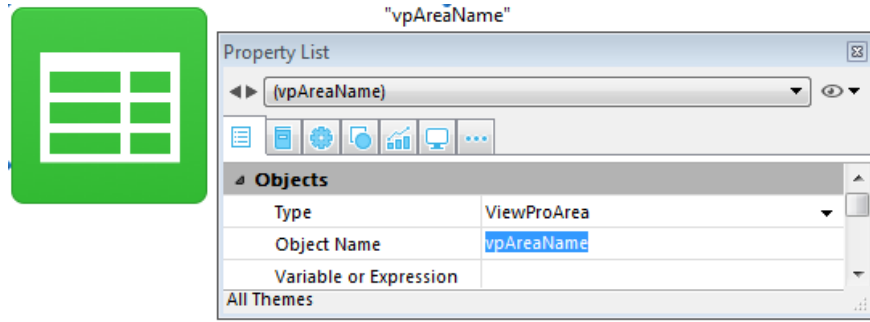 "vpAreaName"
Property List
(vpAreaName)
Objects
Type ViewProArea
Object Name vpAreaName
Variable or Expression
All Themes